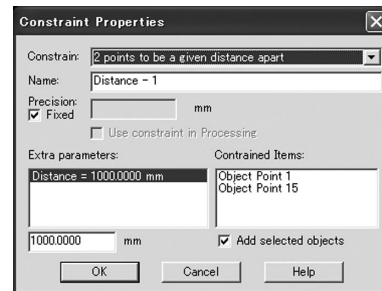 Constraint Properties
Constrain: 2 points to be a given distance apart
Name: Distance - 1
Precision: mm
Fixed
Use constraint in Processing
Extra parameters: Contrained Items:
Distance = 1000.0000 mm
Object Point 1
Object Point 15
1000.0000 mm
Add selected objects
OK Cancel Help